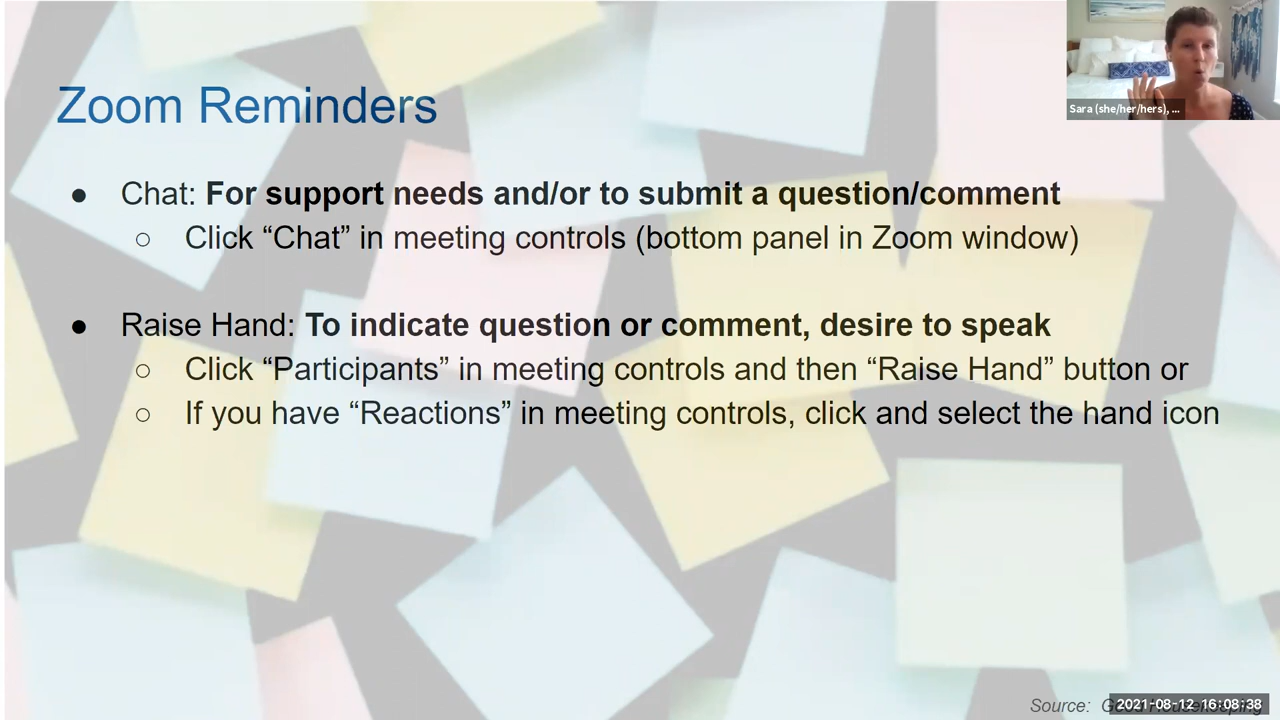 Zoom Reminders
● Chat: For support needs and/or to submit a question/comment
○ Click “Chat” in meeting controls (bottom panel in Zoom window)
● Raise Hand: To indicate question or comment, desire to speak
○ Click “Participants” in meeting controls and then “Raise Hand” button or
○ If you have “Reactions” in meeting controls, click and select the hand icon
Sara (she/her/hers), ...
Source:
2021-08-12 16:08:38